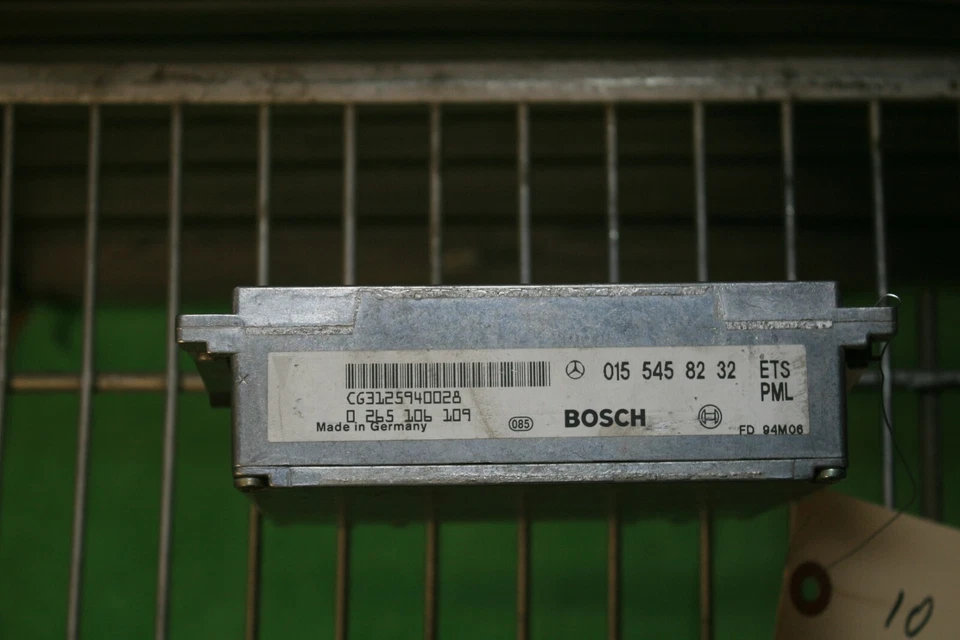 015 545 82 32 ETS
PML
CG3125940028
0 265 106 109
Made in Germany 085 BOSCH FD 94M06
10